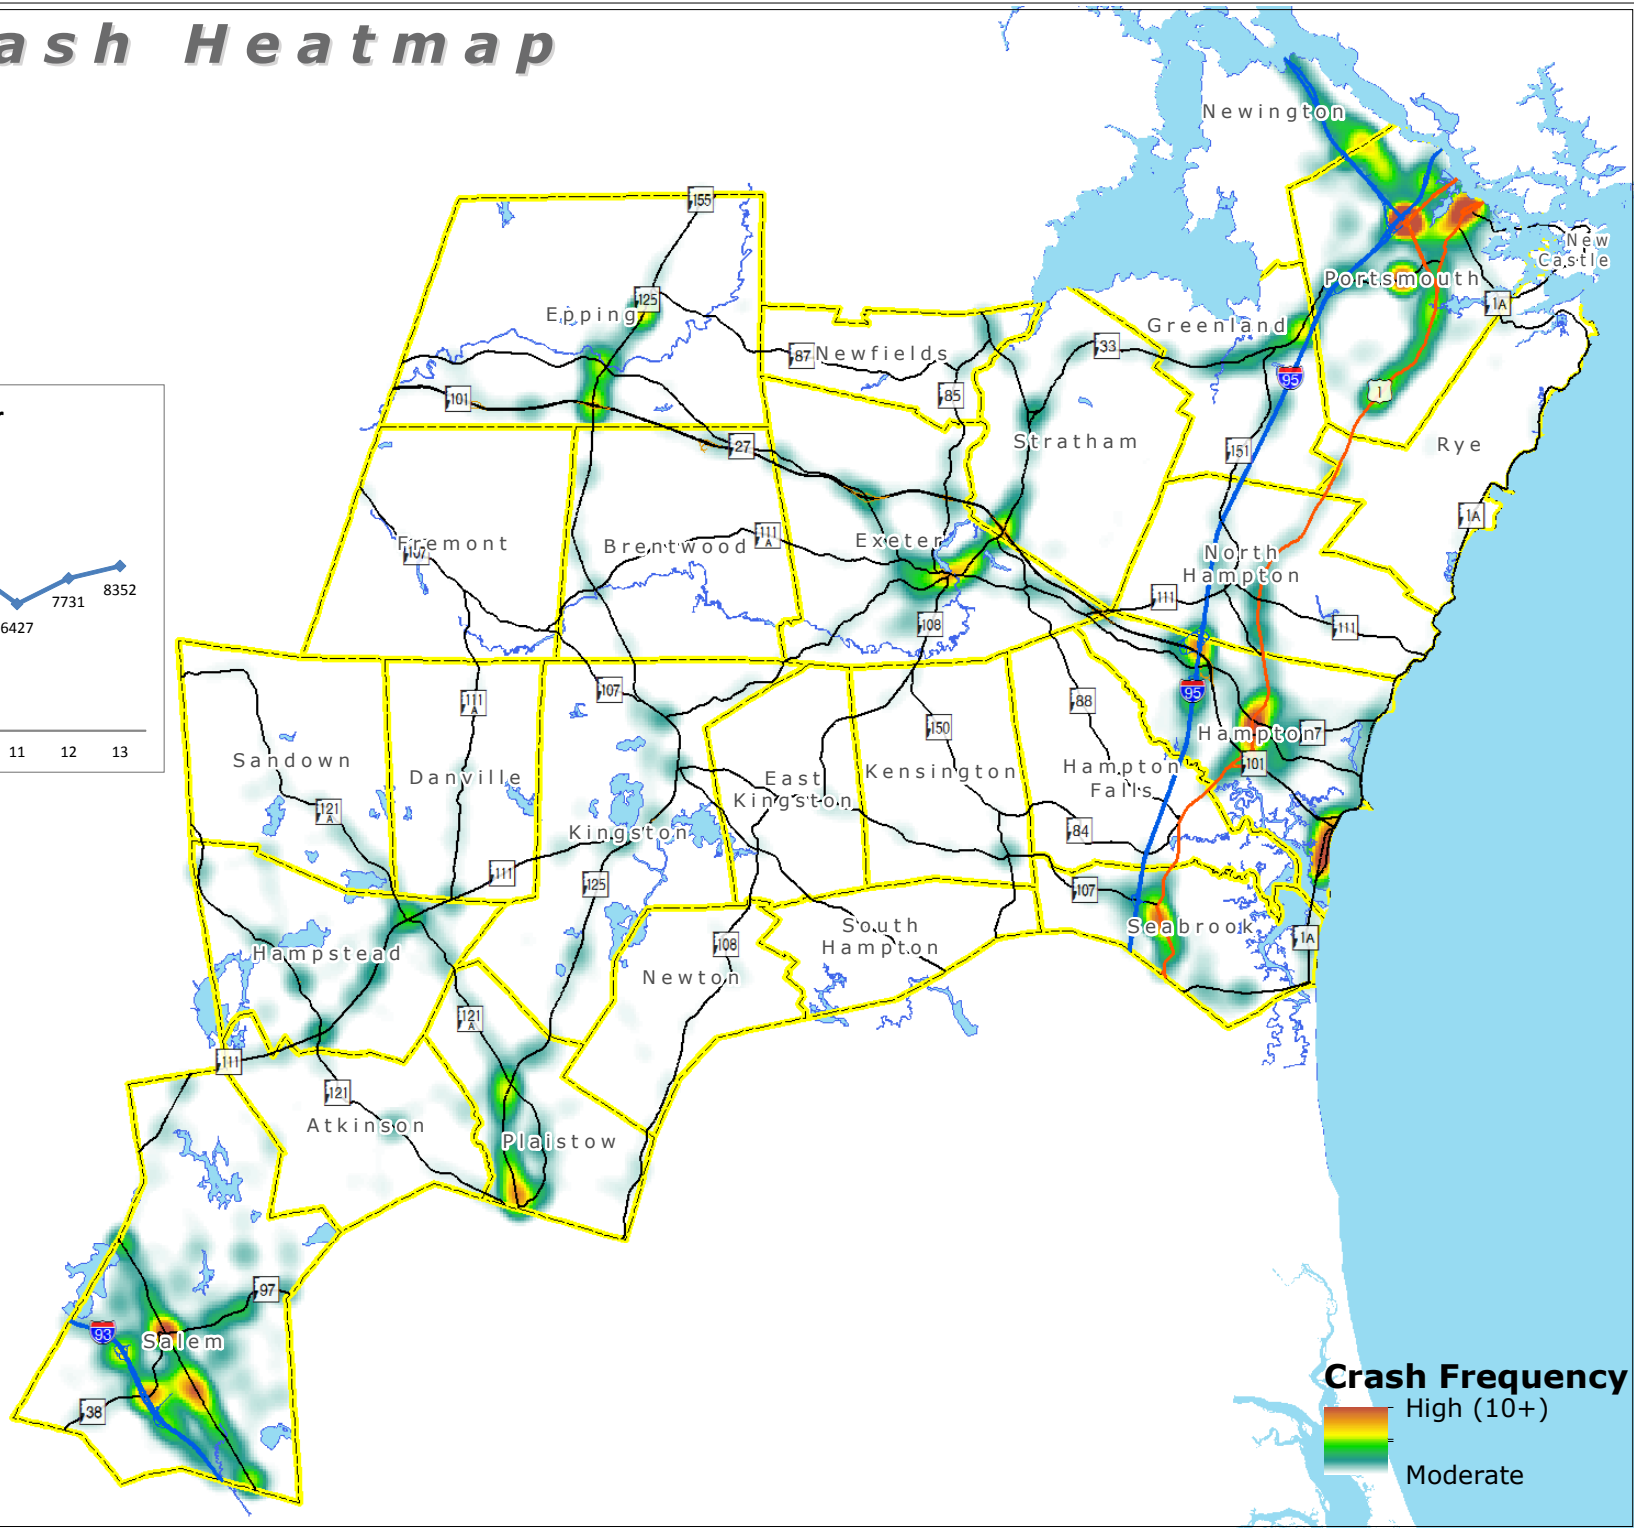 ash Heatmap
r
6427
7731
8352
11 12 13
Newington
New
Castle
Portsmouth
1A
155
125
Epping
Greenland
87
Newfields
33
95
101
85
1
27
Stratham
151
Rye
1A
107
Fremont
Brentwood
111
A
Exeter
North
Hampton
111
111
108
107
111
A
95
88
150
Hampton
27
101
Sandown
Danville
East
Kingston
Kensington
Hampton
Falls
121
A
Kingston
84
111
125
107
Seabrook
1A
Hampstead
South
Hampton
108
Newton
121
A
111
121
Atkinson
Plaistow
97
93
Salem
38
Crash Frequency
High (10+)
Moderate